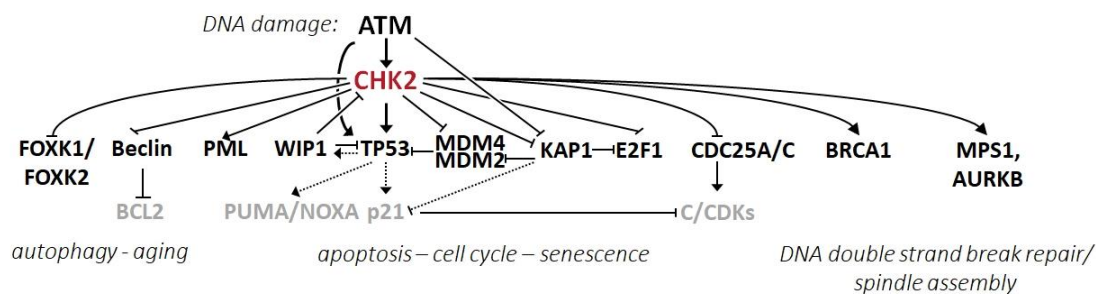 DNA damage: ATM
CHK2
FOXK1/ Beclin PML WIP1 TP53 MDM4 KAP1 E2F1 CDC25A/C BRCA1 MPS1,
FOXK2 MDM2 AURKB
BCL2 PUMA/NOXA p21 C/CDKs
autophagy - aging apoptosis – cell cycle – senescence DNA double strand break repair/
spindle assembly